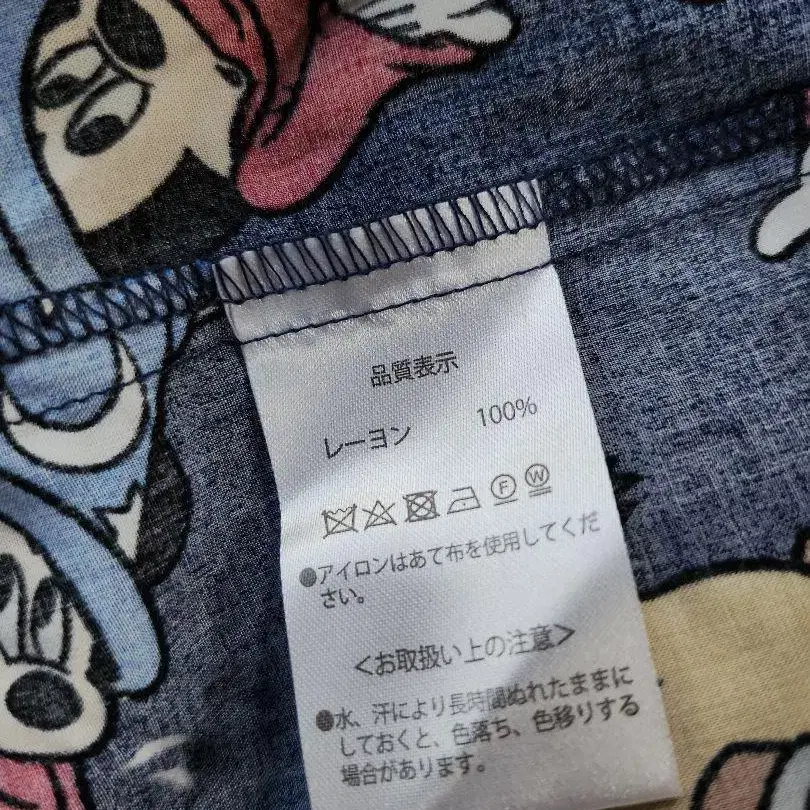 品質表示
レーヨン 100%
Ⓕ Ⓦ
●アイロンはあて布を使用してくだ
さい。
<お取扱い上の注意>
●水、汗により長時間ぬれたままに
しておくと、色落ち、色移りする
場合があります。